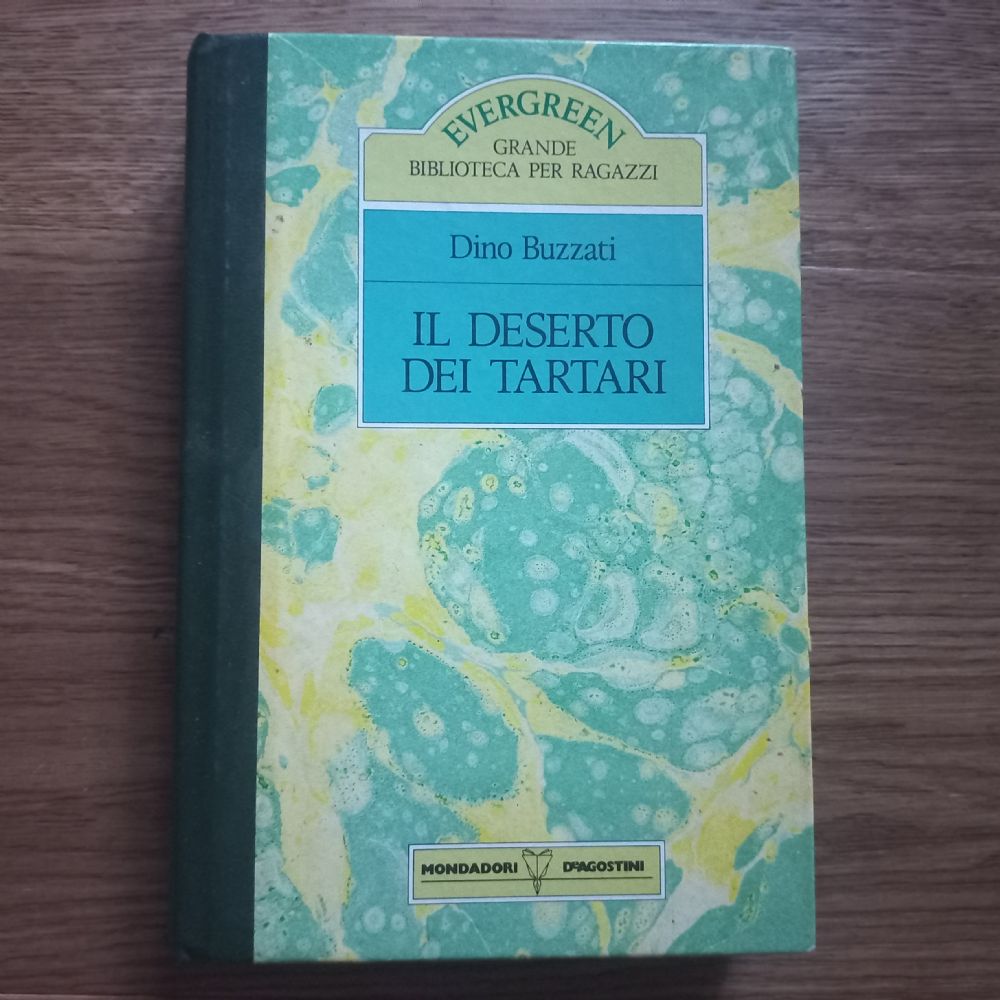 EVERGREEN
GRANDE
BIBLIOTECA PER RAGAZZI
Dino Buzzati
IL DESERTO
DEI TARTARI
MONDADORI DEAGOSTINI